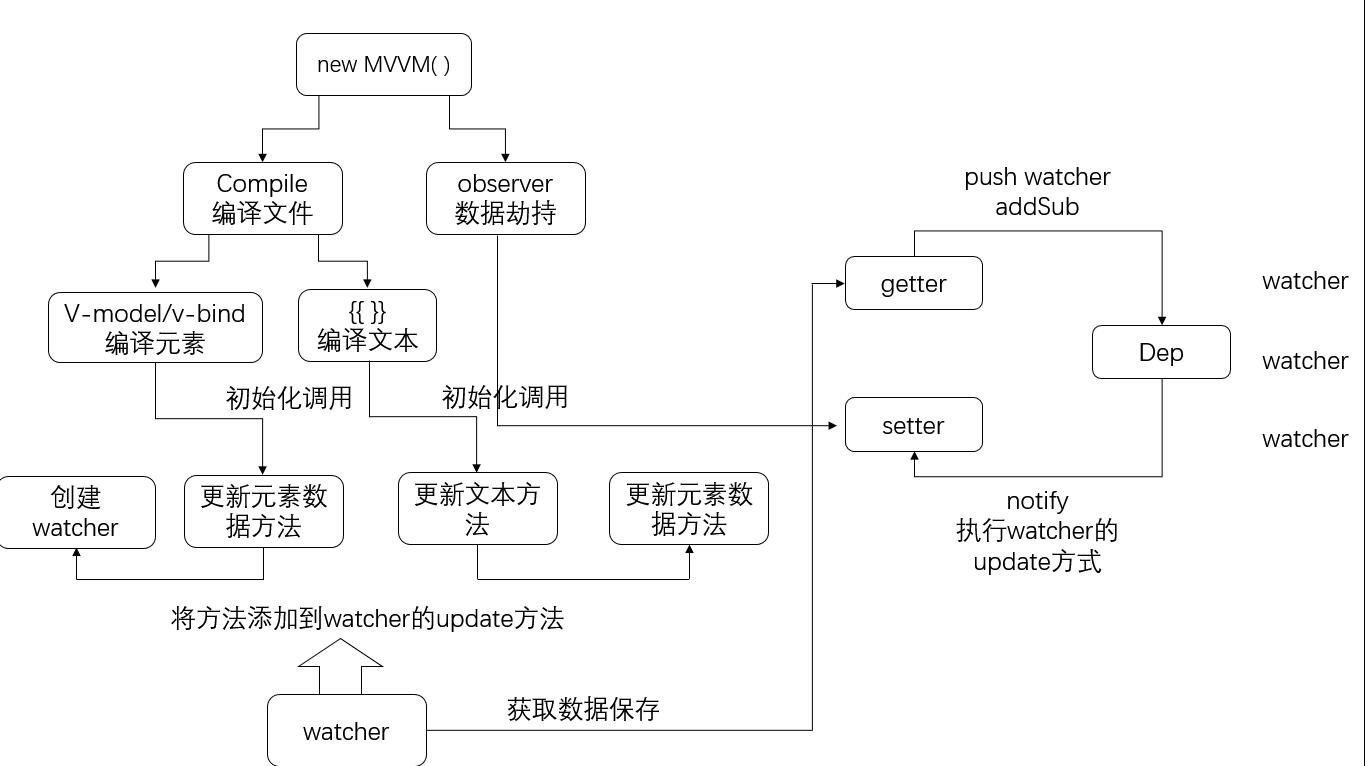 new MVVM( )
Compile
编译文件
observer
数据劫持
push watcher
addSub
getter
watcher
V-model/v-bind
编译元素
{{ }}
编译文本
Dep
watcher
初始化调用
初始化调用
setter
watcher
创建
watcher
更新元素数
据方法
更新文本方
法
更新元素数
据方法
notify
执行watcher的
update方式
将方法添加到watcher的update方法
获取数据保存
watcher